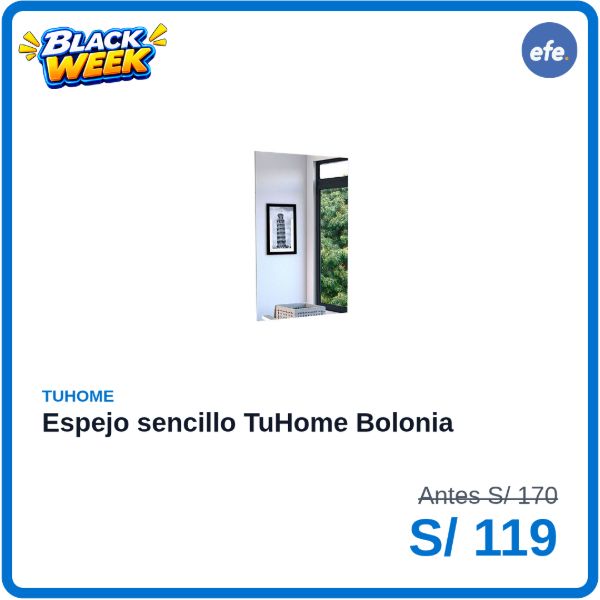 BLACK
WEEK
efe.
TUHOME
Espejo sencillo TuHome Bolonia
Antes S/ 170
S/ 119